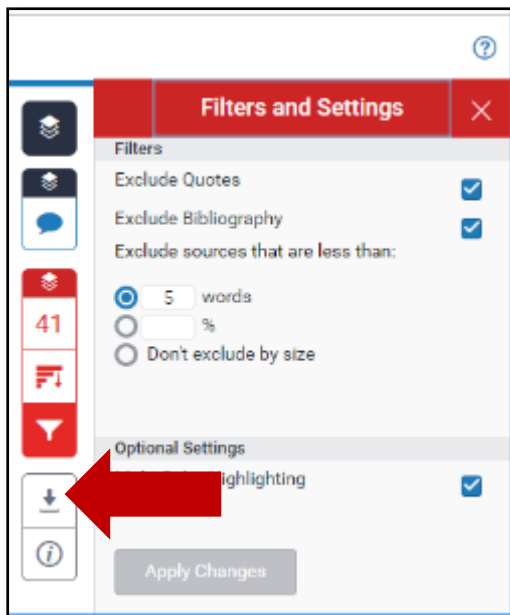 Filters and Settings
Filters
Exclude Quotes
Exclude Bibliography
Exclude sources that are less than:
5 words
%
Don't exclude by size
41
Optional Settings
Highlighting
Apply Changes